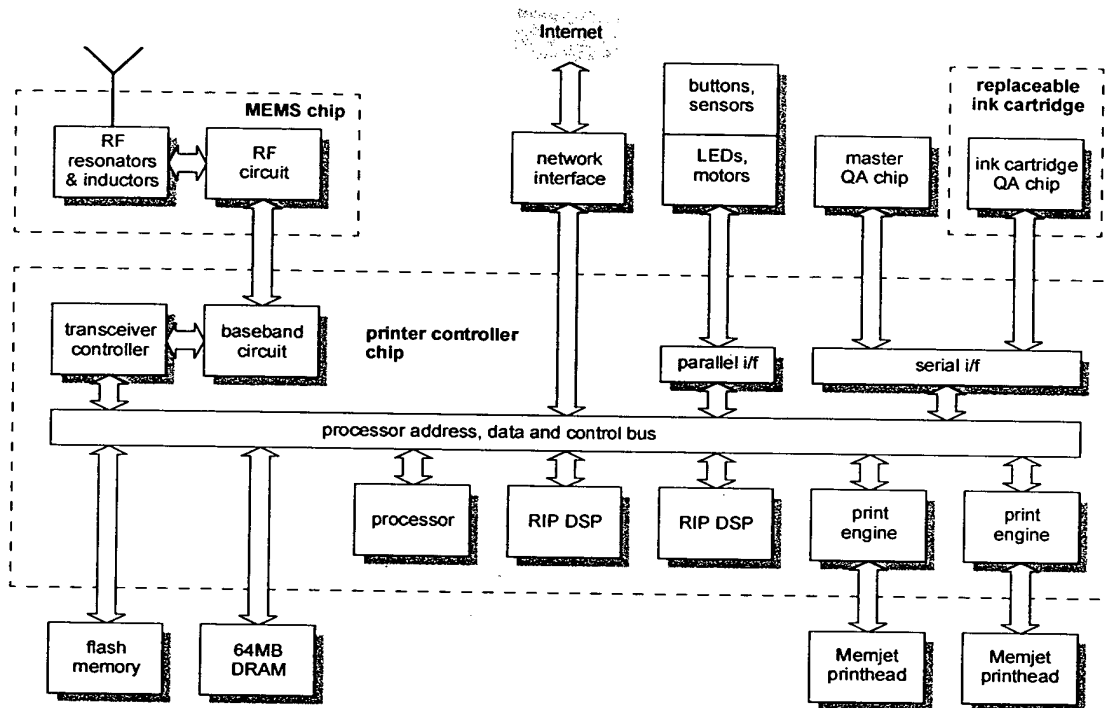 Internet
MEMS chip
buttons,
sensors
replaceable
ink cartridge
RF
resonators
& inductors
RF
circuit
network
interface
LEDs,
motors
master
QA chip
ink cartridge
QA chip
transceiver
controller
baseband
circuit
printer controller
chip
parallel i/f
serial i/f
processor address, data and control bus
processor
RIP DSP
RIP DSP
print
engine
print
engine
flash
memory
64MB
DRAM
Memjet
printhead
Memjet
printhead